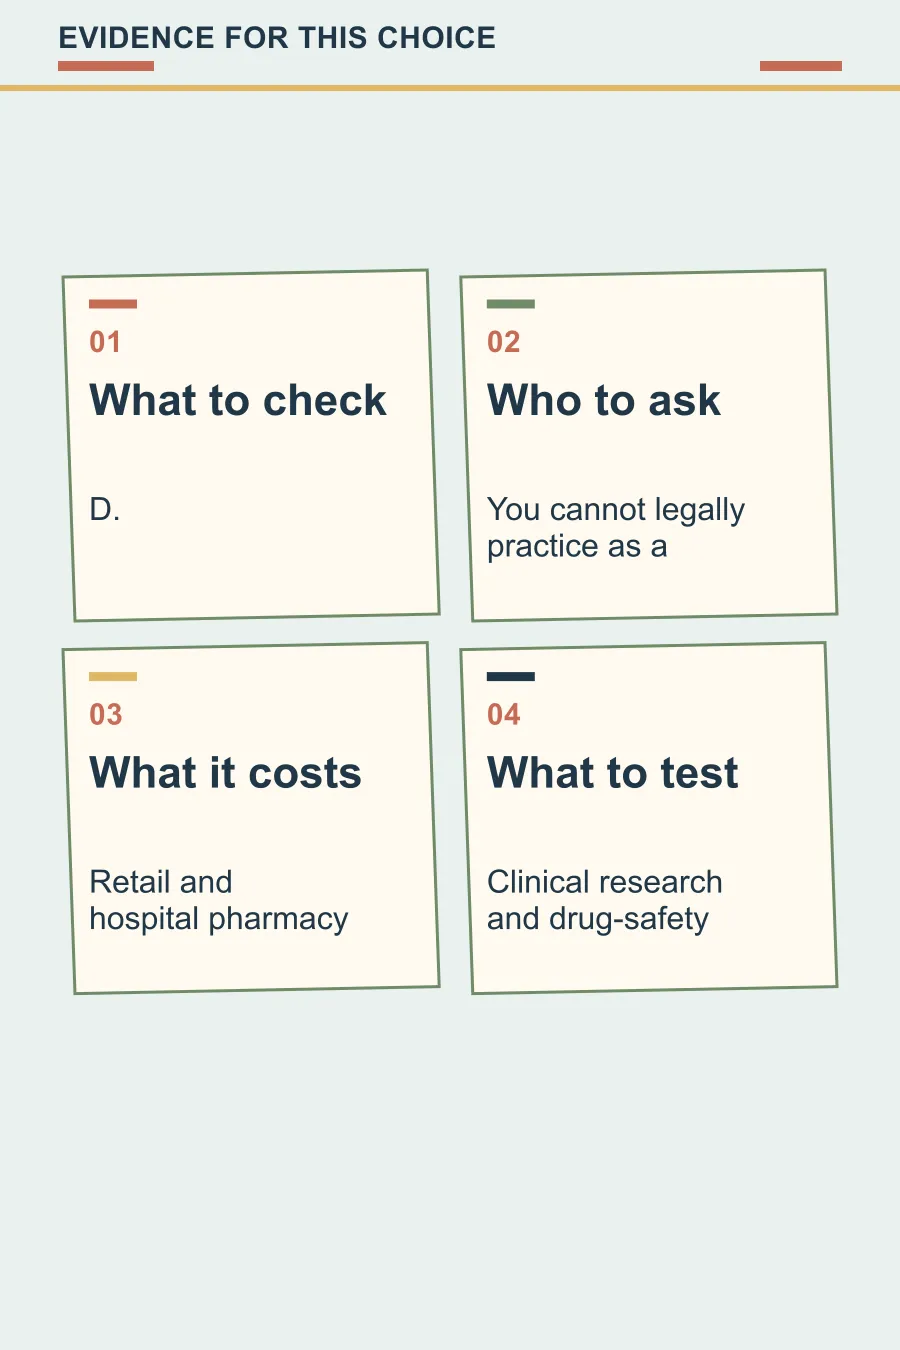 EVIDENCE FOR THIS CHOICE
01
What to check
D.
02
Who to ask
You cannot legally
practice as a
03
What it costs
Retail and
hospital pharmacy
04
What to test
Clinical research
and drug-safety